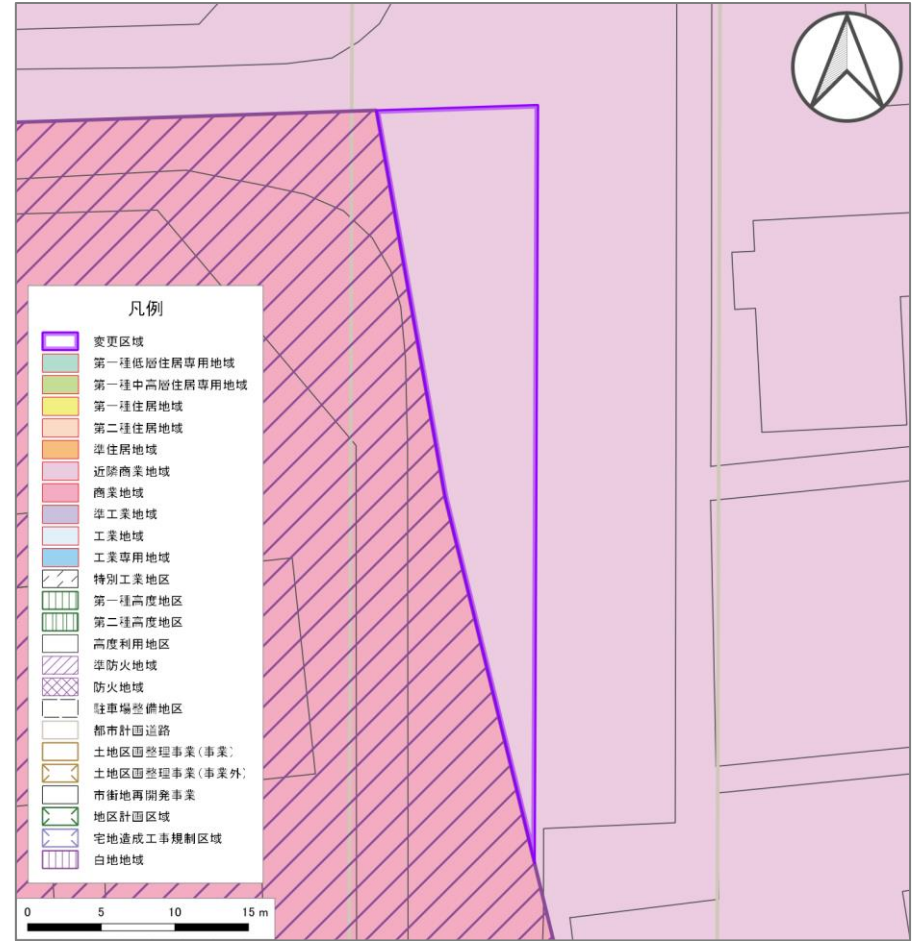 凡例
変更区域
第一種低層住居専用地域
第一種中高層住居専用地域
第一種住居地域
第二種住居地域
準住居地域
近隣商業地域
商業地域
準工業地域
工業地域
工業専用地域
特別工業地区
第一種高度地区
第二種高度地区
高度利用地区
準防火地域
防火地域
駐車場整備地区
都市計画道路
土地区画整理事業(事業)
土地区画整理事業(事業外)
市街地再開発事業
地区計画区域
宅地造成工事規制区域
白地地域
0 5 10 15 m